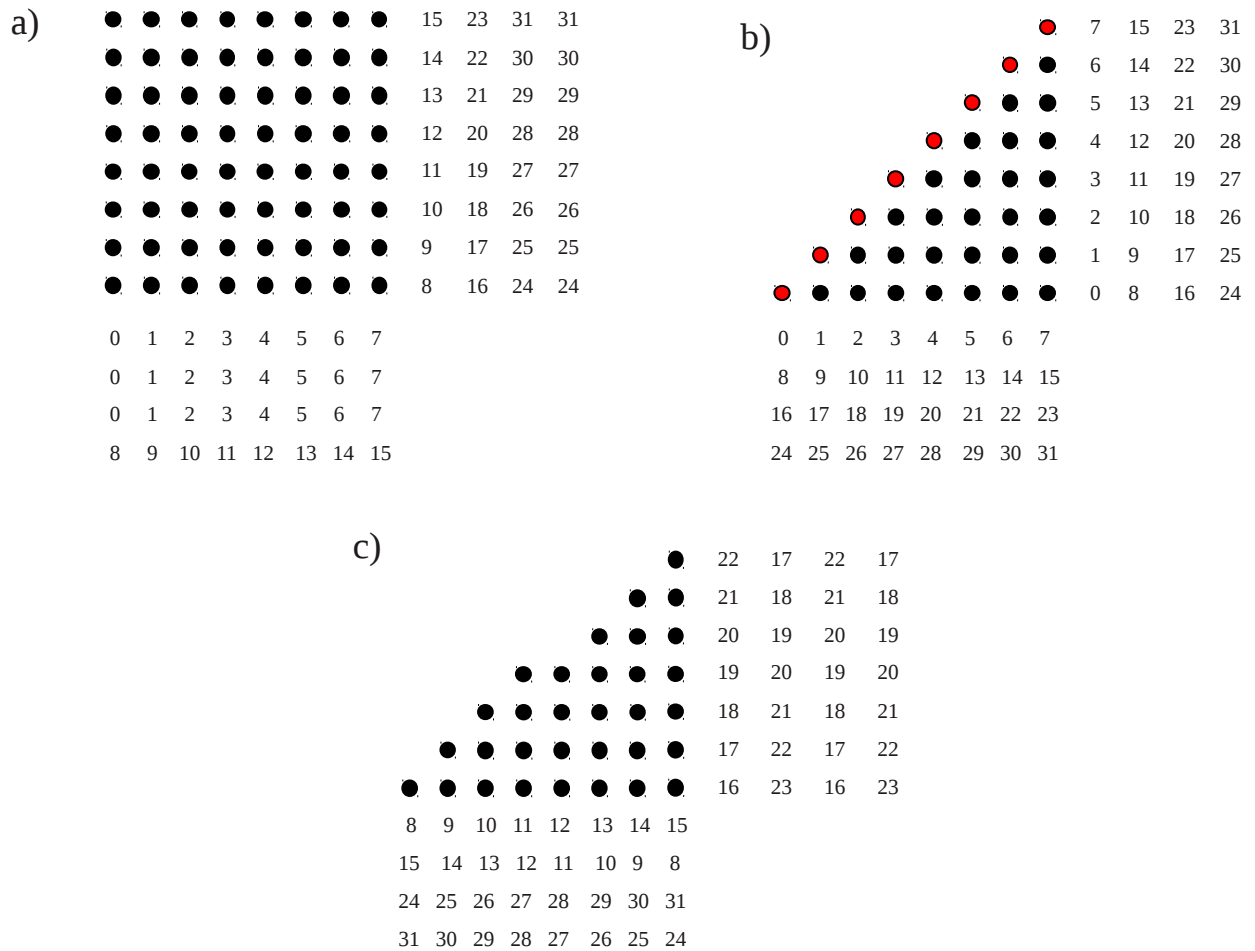 a)
15 23 31 31
14 22 30 30
13 21 29 29
12 20 28 28
11 19 27 27
10 18 26 26
9 17 25 25
8 16 24 24
0 1 2 3 4 5 6 7
0 1 2 3 4 5 6 7
0 1 2 3 4 5 6 7
8 9 10 11 12 13 14 15
b)
7 15 23 31
6 14 22 30
5 13 21 29
4 12 20 28
3 11 19 27
2 10 18 26
1 9 17 25
0 8 16 24
0 1 2 3 4 5 6 7
8 9 10 11 12 13 14 15
16 17 18 19 20 21 22 23
24 25 26 27 28 29 30 31
c)
22 17 22 17
21 18 21 18
20 19 20 19
19 20 19 20
18 21 18 21
17 22 17 22
16 23 16 23
8 9 10 11 12 13 14 15
15 14 13 12 11 10 9 8
24 25 26 27 28 29 30 31
31 30 29 28 27 26 25 24